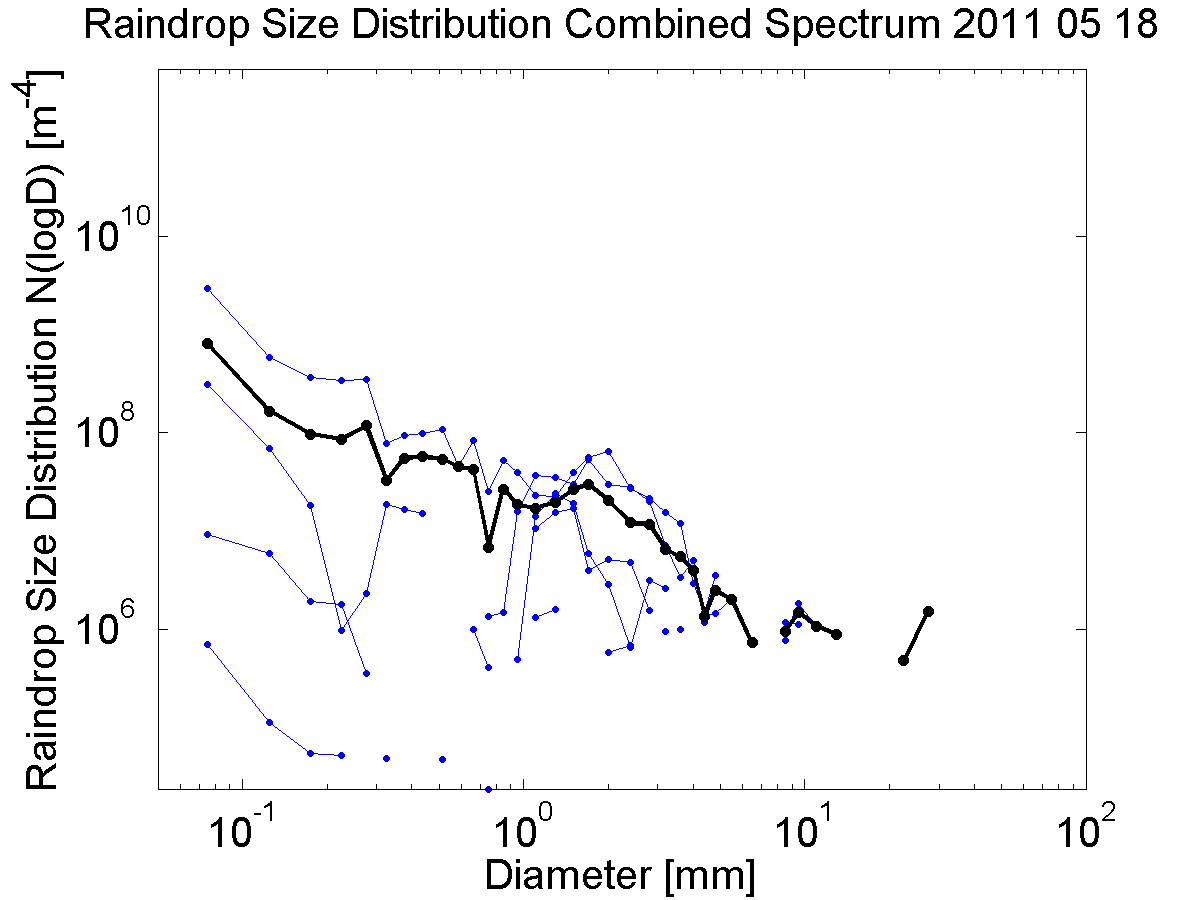 Raindrop Size Distribution Combined Spectrum 2011 05 18
Raindrop Size Distribution N(logD) [m^-4]
10^10
10^8
10^6
10^-1
10^0
10^1
10^2
Diameter [mm]